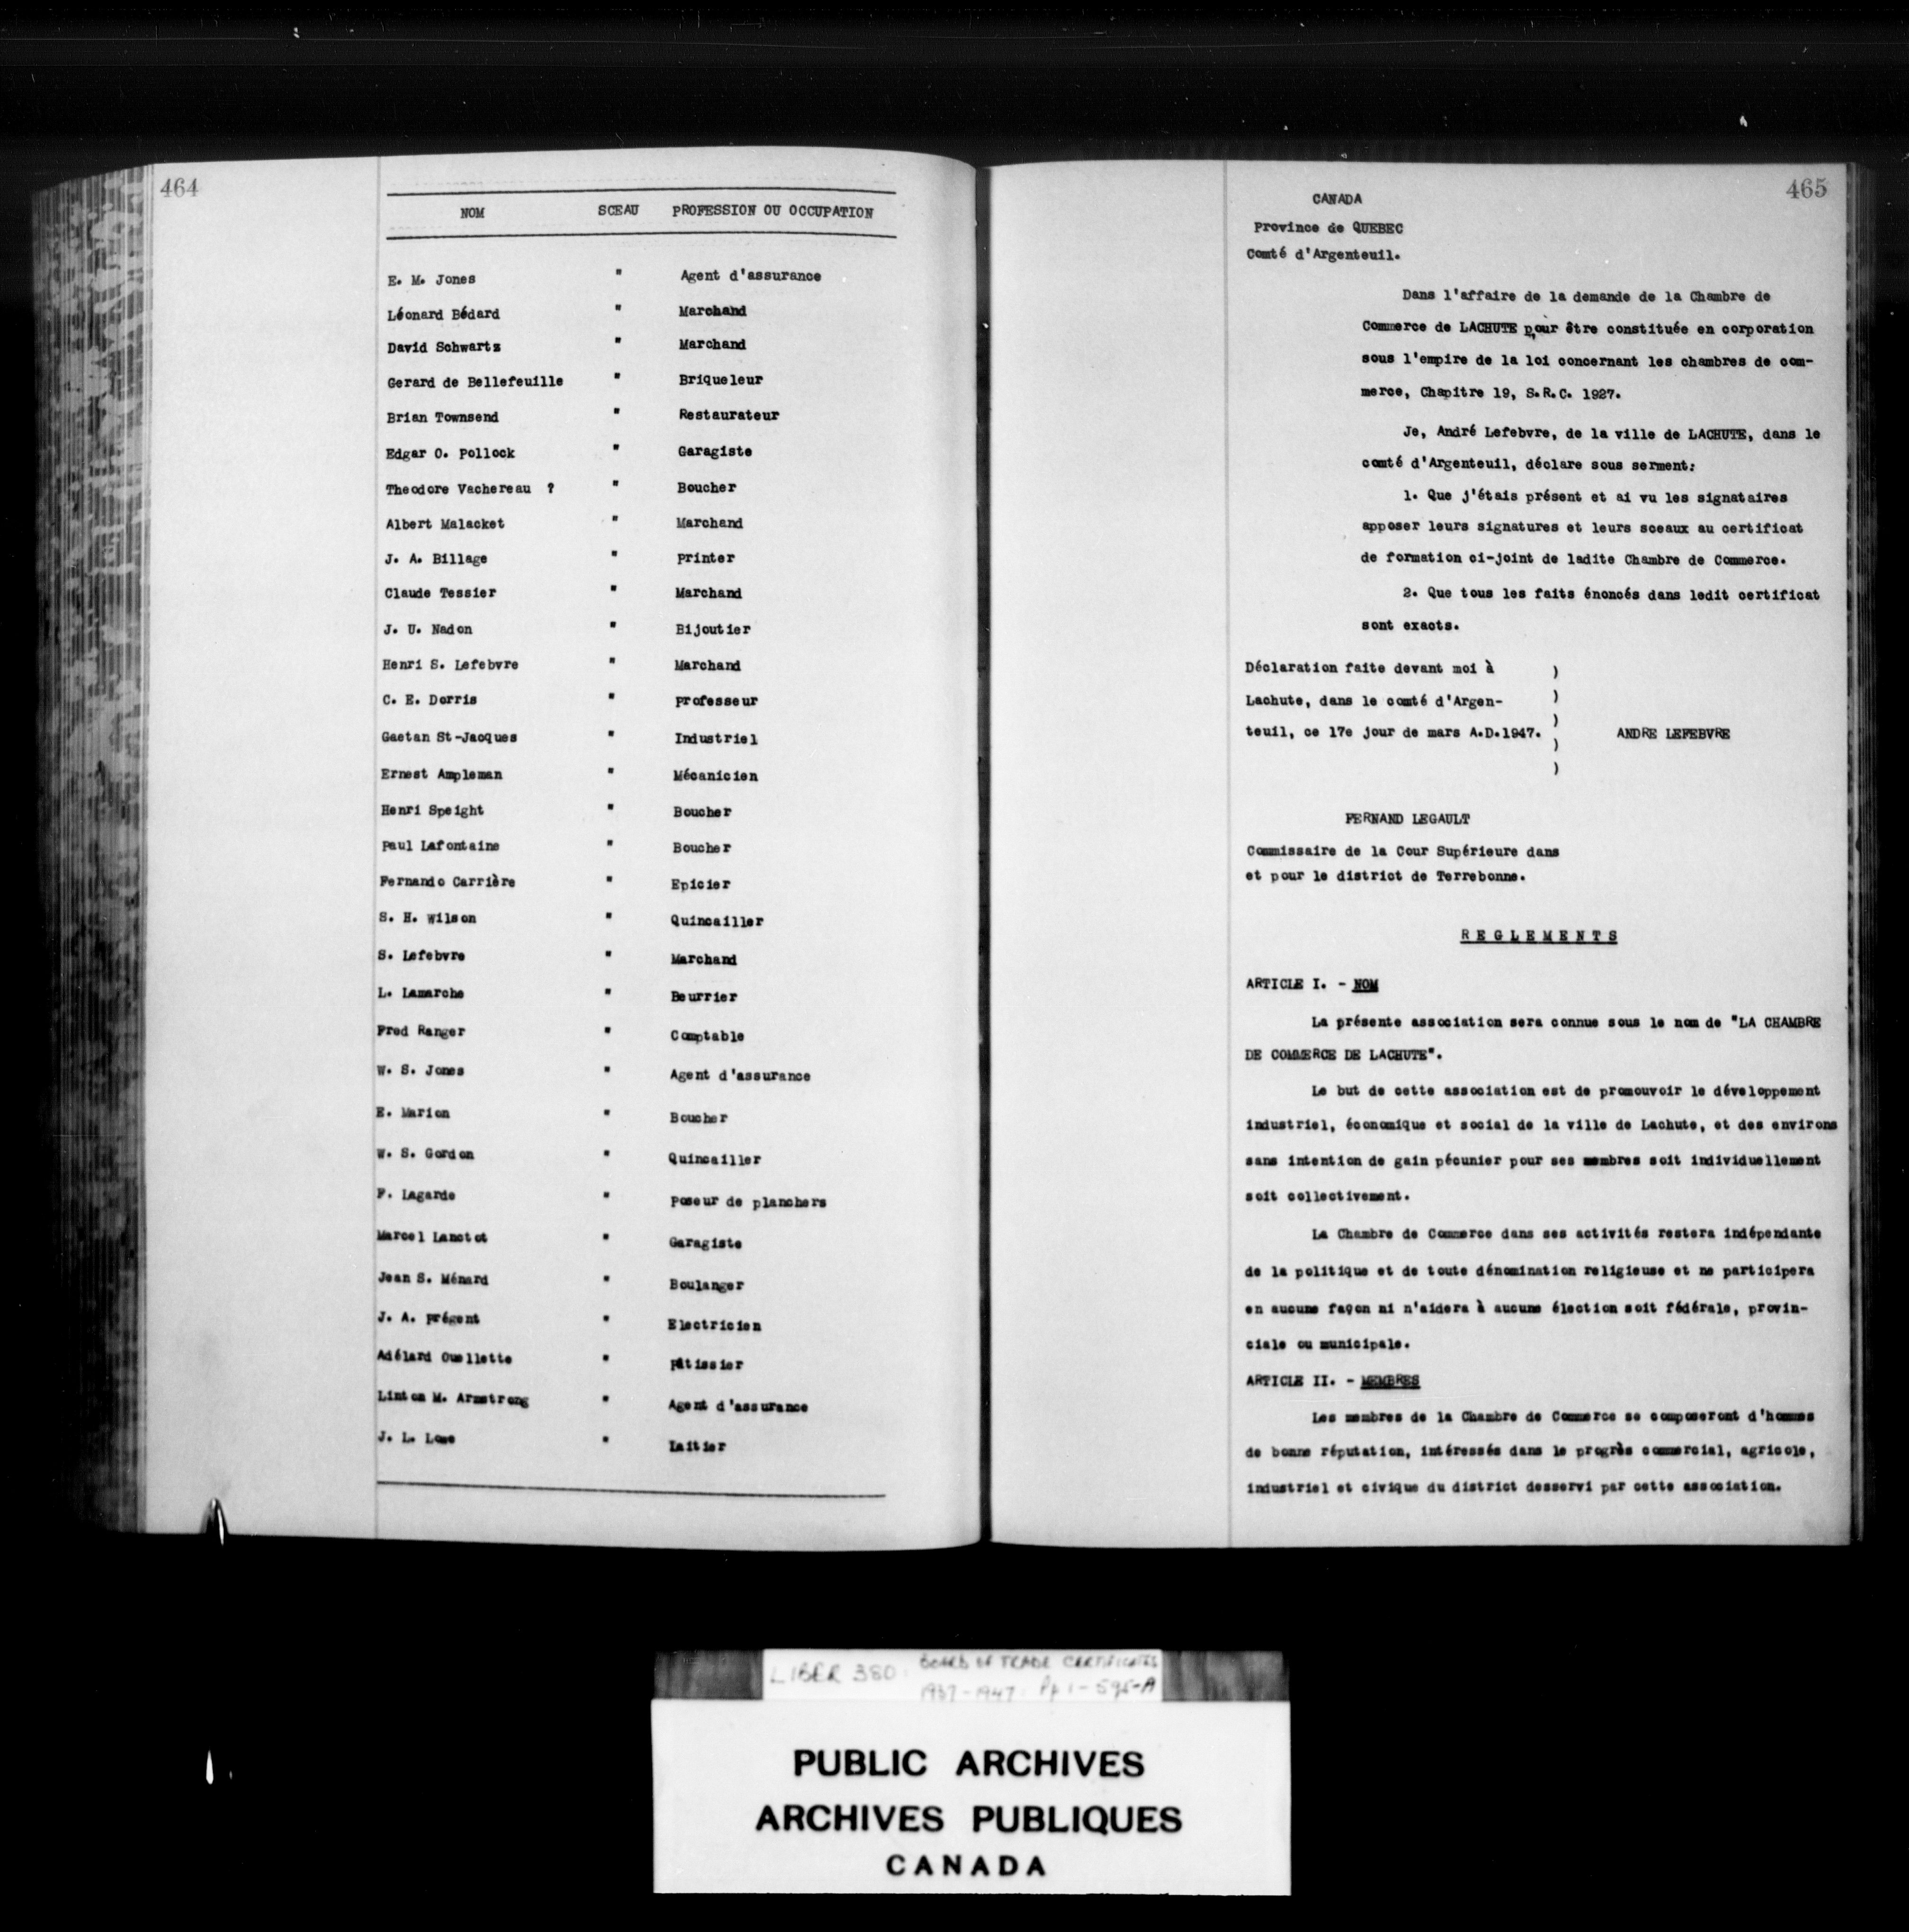 464
NOM SCEAU PROFESSION OU OCCUPATION
E. M. Jones " Agent d'assurance
Léonard Bédard " Marchand
David Schwartz " Marchand
Gerard de Bellefeuille " Briqueleur
Brian Townsend " Restaurateur
Edgar O. Pollock " Garagiste
Theodore Vachereau ? " Boucher
Albert Malacket " Marchand
J. A. Billage " Printer
Claude Tessier " Marchand
J. U. Nadon " Bijoutier
Henri S. Lefebvre " Marchand
C. E. Dorris " Professeur
Gaetan St-Jacques " Industriel
Ernest Ampleman " Mécanicien
Henri Speight " Boucher
Paul Lafontaine " Boucher
Fernando Carrière " Epicier
S. H. Wilson " Quincailler
S. Lefebvre " Marchand
L. Lamarche " Beurrier
Fred Ranger " Comptable
W. S. Jones " Agent d'assurance
E. Marion " Boucher
W. S. Gordon " Quincailler
F. Lagarde " Poseur de planchers
Marcel Lanctot " Garagiste
Jean S. Ménard " Boulanger
J. A. Prégent " Electricien
Adélard Ouellette " Pâtissier
Linton M. Armstrong " Agent d'assurance
J. L. Lowe " Laitier
465
CANADA
Province de QUEBEC
Comté d'Argenteuil.
Dans l'affaire de la demande de la Chambre de
Commerce de LACHUTE pour être constituée en corporation
sous l'empire de la loi concernant les chambres de com-
merce, Chapitre 19, S.R.C. 1927.
Je, André Lefebvre, de la ville de LACHUTE, dans le
comté d'Argenteuil, déclare sous serment:
1. Que j'étais présent et ai vu les signataires
apposer leurs signatures et leurs sceaux au certificat
de formation ci-joint de ladite Chambre de Commerce.
2. Que tous les faits énoncés dans ledit certificat
sont exacts.
Déclaration faite devant moi à )
Lachute, dans le comté d'Argen- )
)
teuil, ce 17e jour de mars A.D.1947. ANDRE LEFEBVRE
)
)
FERNAND LEGAULT
Commissaire de la Cour Supérieure dans
et pour le district de Terrebonne.
REGLEMENTS
ARTICLE I. - NOM
La présente association sera connue sous le nom de "LA CHAMBRE
DE COMMERCE DE LACHUTE".
Le but de cette association est de promouvoir le développement
industriel, économique et social de la ville de Lachute, et des environs
sans intention de gain pécunier pour ses membres soit individuellement
soit collectivement.
La Chambre de Commerce dans ses activités restera indépendante
de la politique et de toute dénomination religieuse et ne participera
en aucune façon ni n'aidera à aucune élection soit fédérale, provin-
ciale ou municipale.
ARTICLE II. - MEMBRES
Les membres de la Chambre de Commerce se composeront d'hommes
de bonne réputation, intéressés dans le progrès commercial, agricole,
industriel et civique du district desservi par cette association.
LIBER 380: BOARD OF TRADE CERTIFICATES
1937-1947: Pp 1-595-A
PUBLIC ARCHIVES
ARCHIVES PUBLIQUES
CANADA